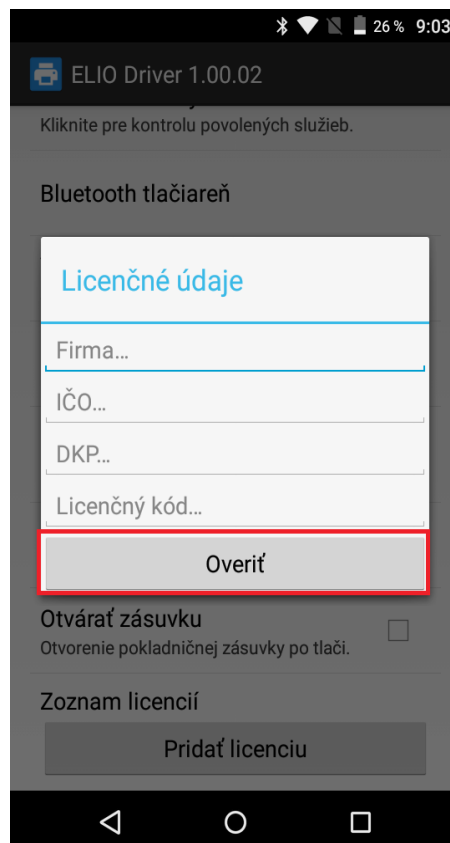 26 % 9:03
ELIO Driver 1.00.02
Kliknite pre kontrolu povolených služieb.
Bluetooth tlačiareň
Licenčné údaje
Firma...
IČO...
DKP...
Licenčný kód...
Overiť
Otvárať zásuvku
Otvorenie pokladničnej zásuvky po tlači.
Zoznam licencií
Pridať licenciu